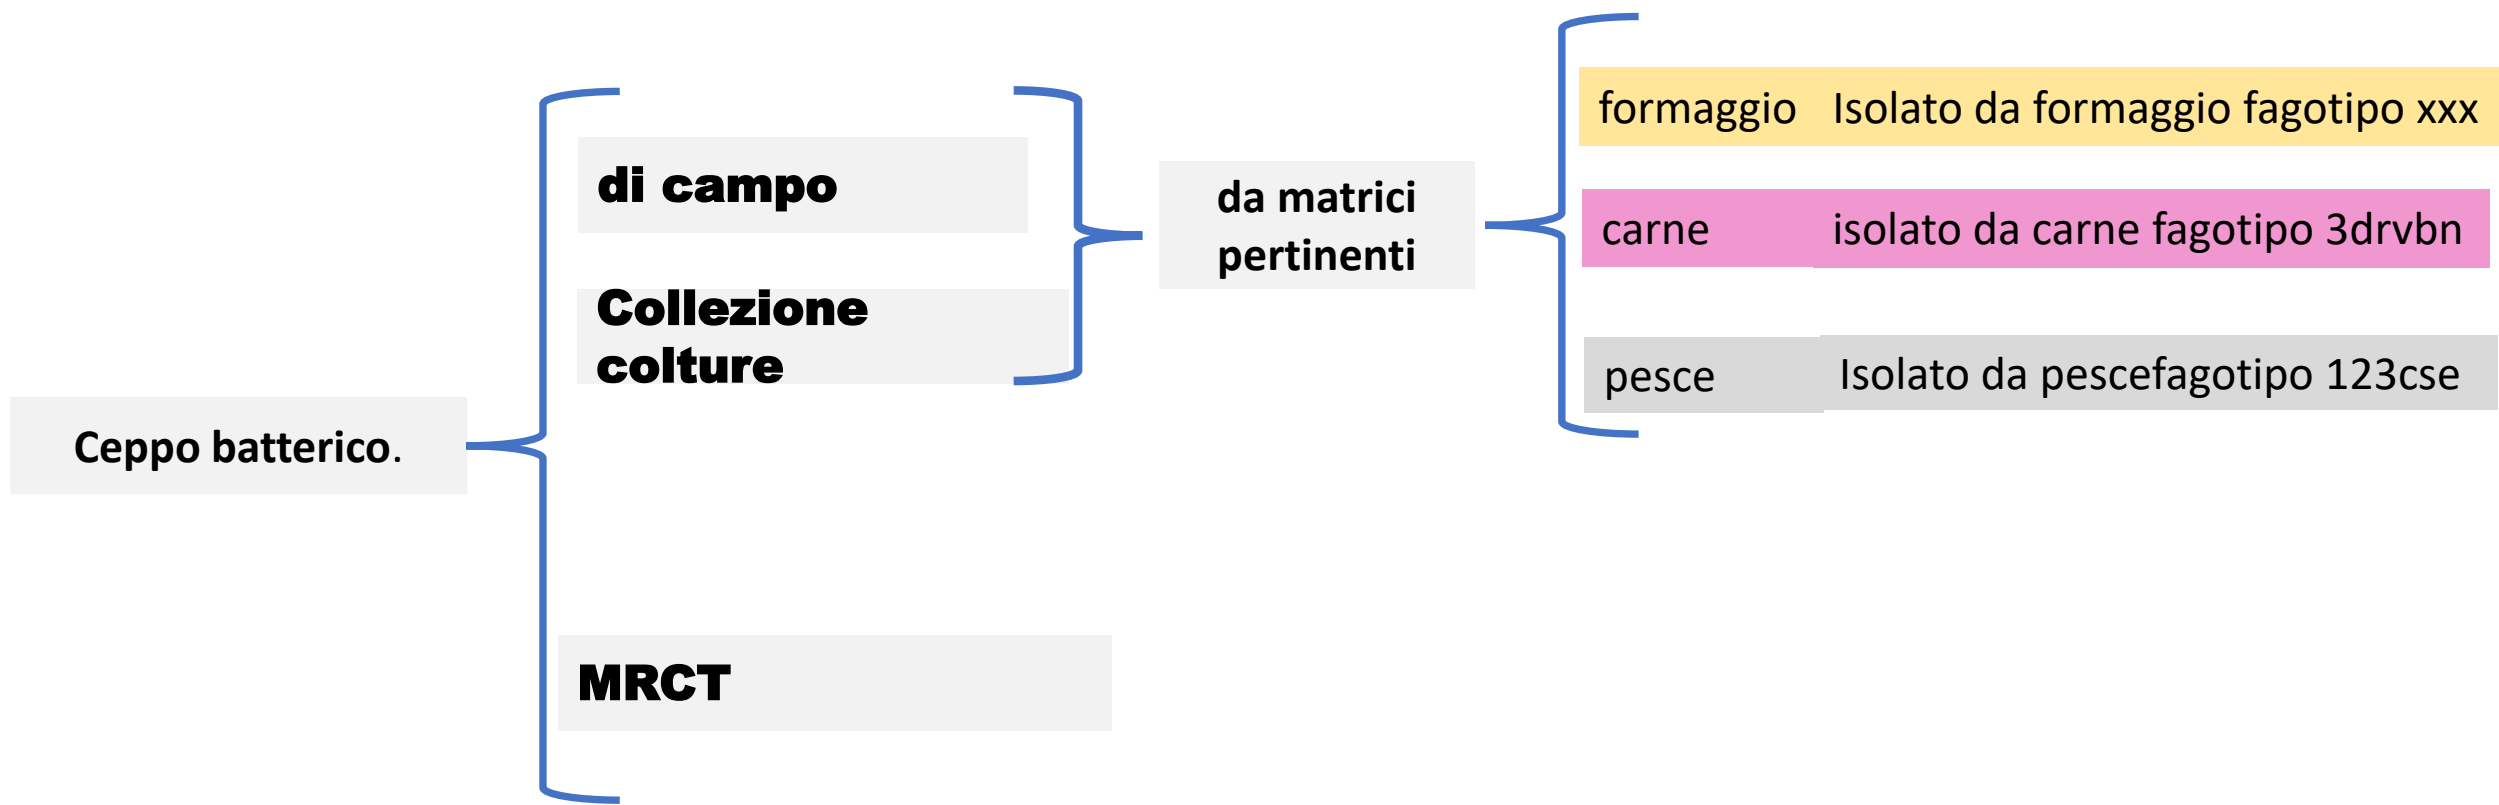 Ceppo batterico.
di campo
Collezione
colture
MRCT
da matrici
pertinenti
formaggio Isolato da formaggio fagotipo xxx
carne isolato da carne fagotipo 3drvbn
pesce Isolato da pescefagotipo 123cse